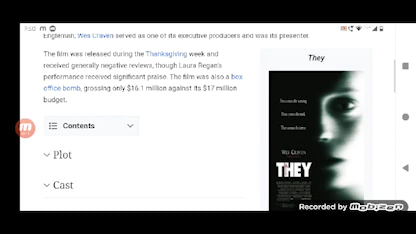 7:50 m
Engleman, Wes Craven served as one of its executive producers and was its presenter.
The film was released during the Thanksgiving week and
received generally negative reviews, though Laura Regan's
performance received significant praise. The film was also a box
office bomb, grossing only $16.1 million against its $17 million
budget.
Contents
Plot
Cast
They
WES CRAVEN
THEY
Recorded by Mobizen